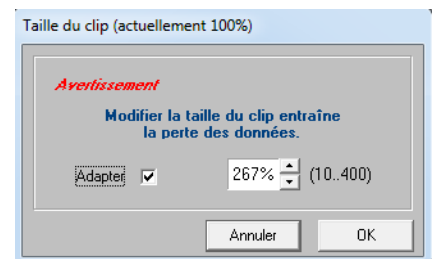 Taille du clip (actuellement 100%)
Avertissement
Modifier la taille du clip entraîne
la perte des données.
Adapter 267% (10..400)
Annuler OK